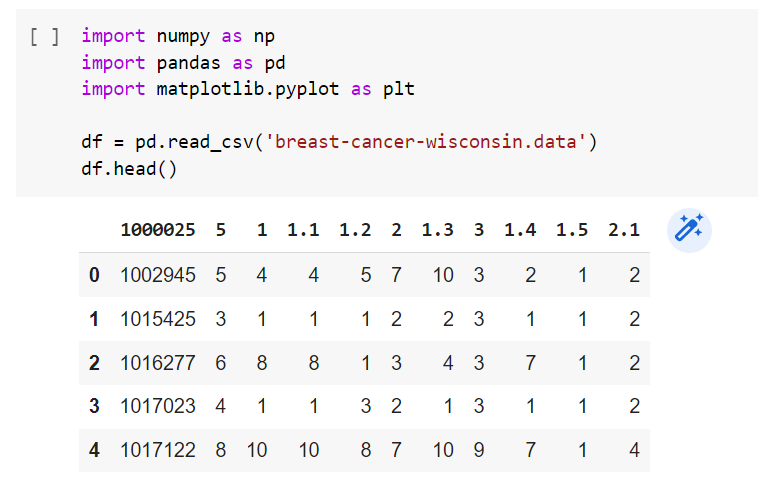 [ ] import numpy as np
import pandas as pd
import matplotlib.pyplot as plt
df = pd.read_csv('breast-cancer-wisconsin.data')
df.head()
1000025 5 1 1.1 1.2 2 1.3 3 1.4 1.5 2.1
0 1002945 5 4 4 5 7 10 3 2 1 2
1 1015425 3 1 1 1 2 2 3 1 1 2
2 1016277 6 8 8 1 3 4 3 7 1 2
3 1017023 4 1 1 3 2 1 3 1 1 2
4 1017122 8 10 10 8 7 10 9 7 1 4